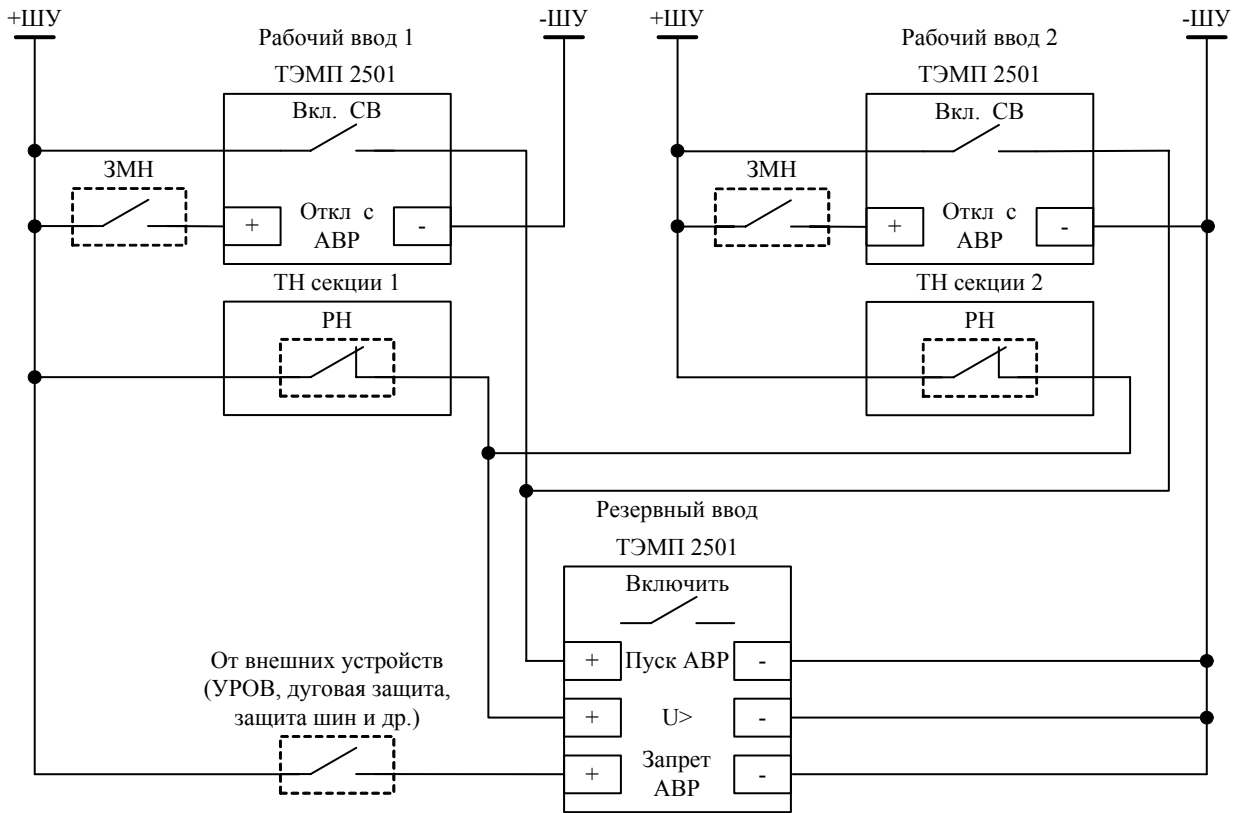 +ШУ
-ШУ
+ШУ
-ШУ
Рабочий ввод 1
Рабочий ввод 2
ТЭМП 2501
ТЭМП 2501
Вкл. СВ
Вкл. СВ
ЗМН
ЗМН
+
Откл с
АВР
-
+
Откл с
АВР
-
ТН секции 1
ТН секции 2
РН
РН
Резервный ввод
ТЭМП 2501
Включить
+
Пуск АВР
-
От внешних устройств
(УРОВ, дуговая защита,
защита шин и др.)
+
U>
-
+
Запрет
АВР
-